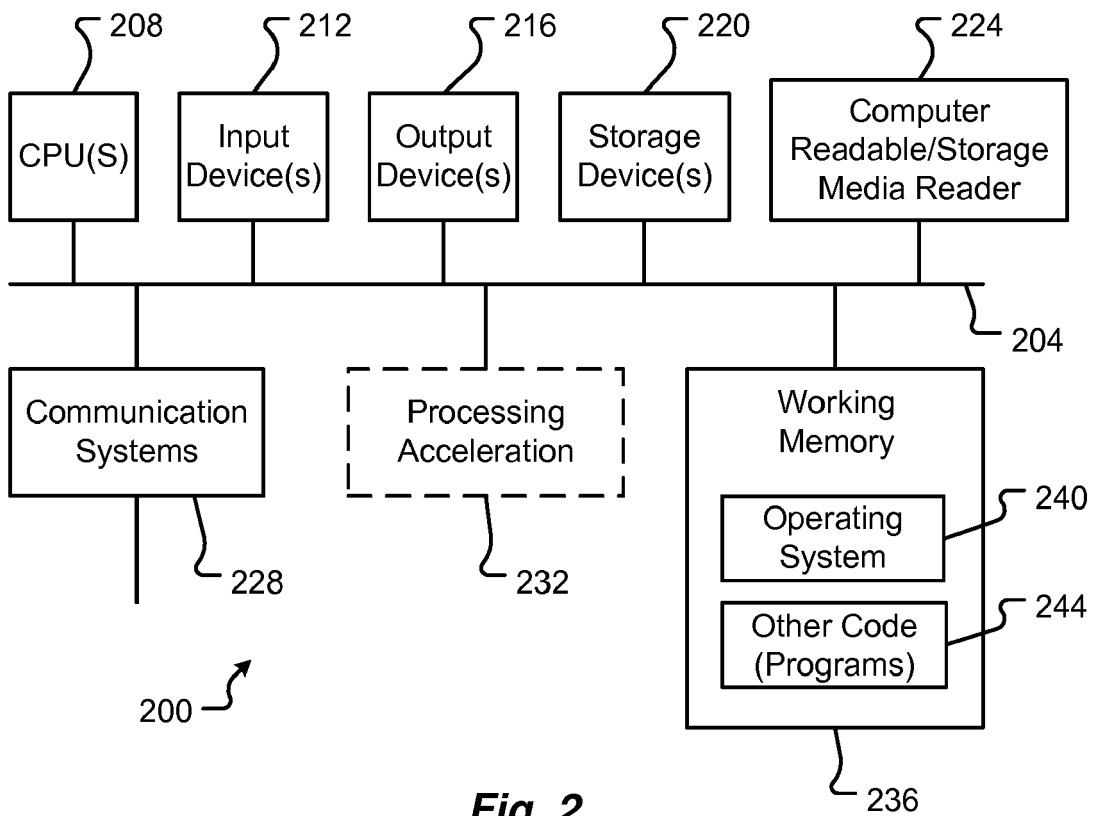 208
212
216
220
224
CPU(S)
Input
Device(s)
Output
Device(s)
Storage
Device(s)
Computer
Readable/Storage
Media Reader
204
Communication
Systems
Processing
Acceleration
Working
Memory
Operating
System
240
Other Code
(Programs)
244
228
232
200
236
Fig. 2